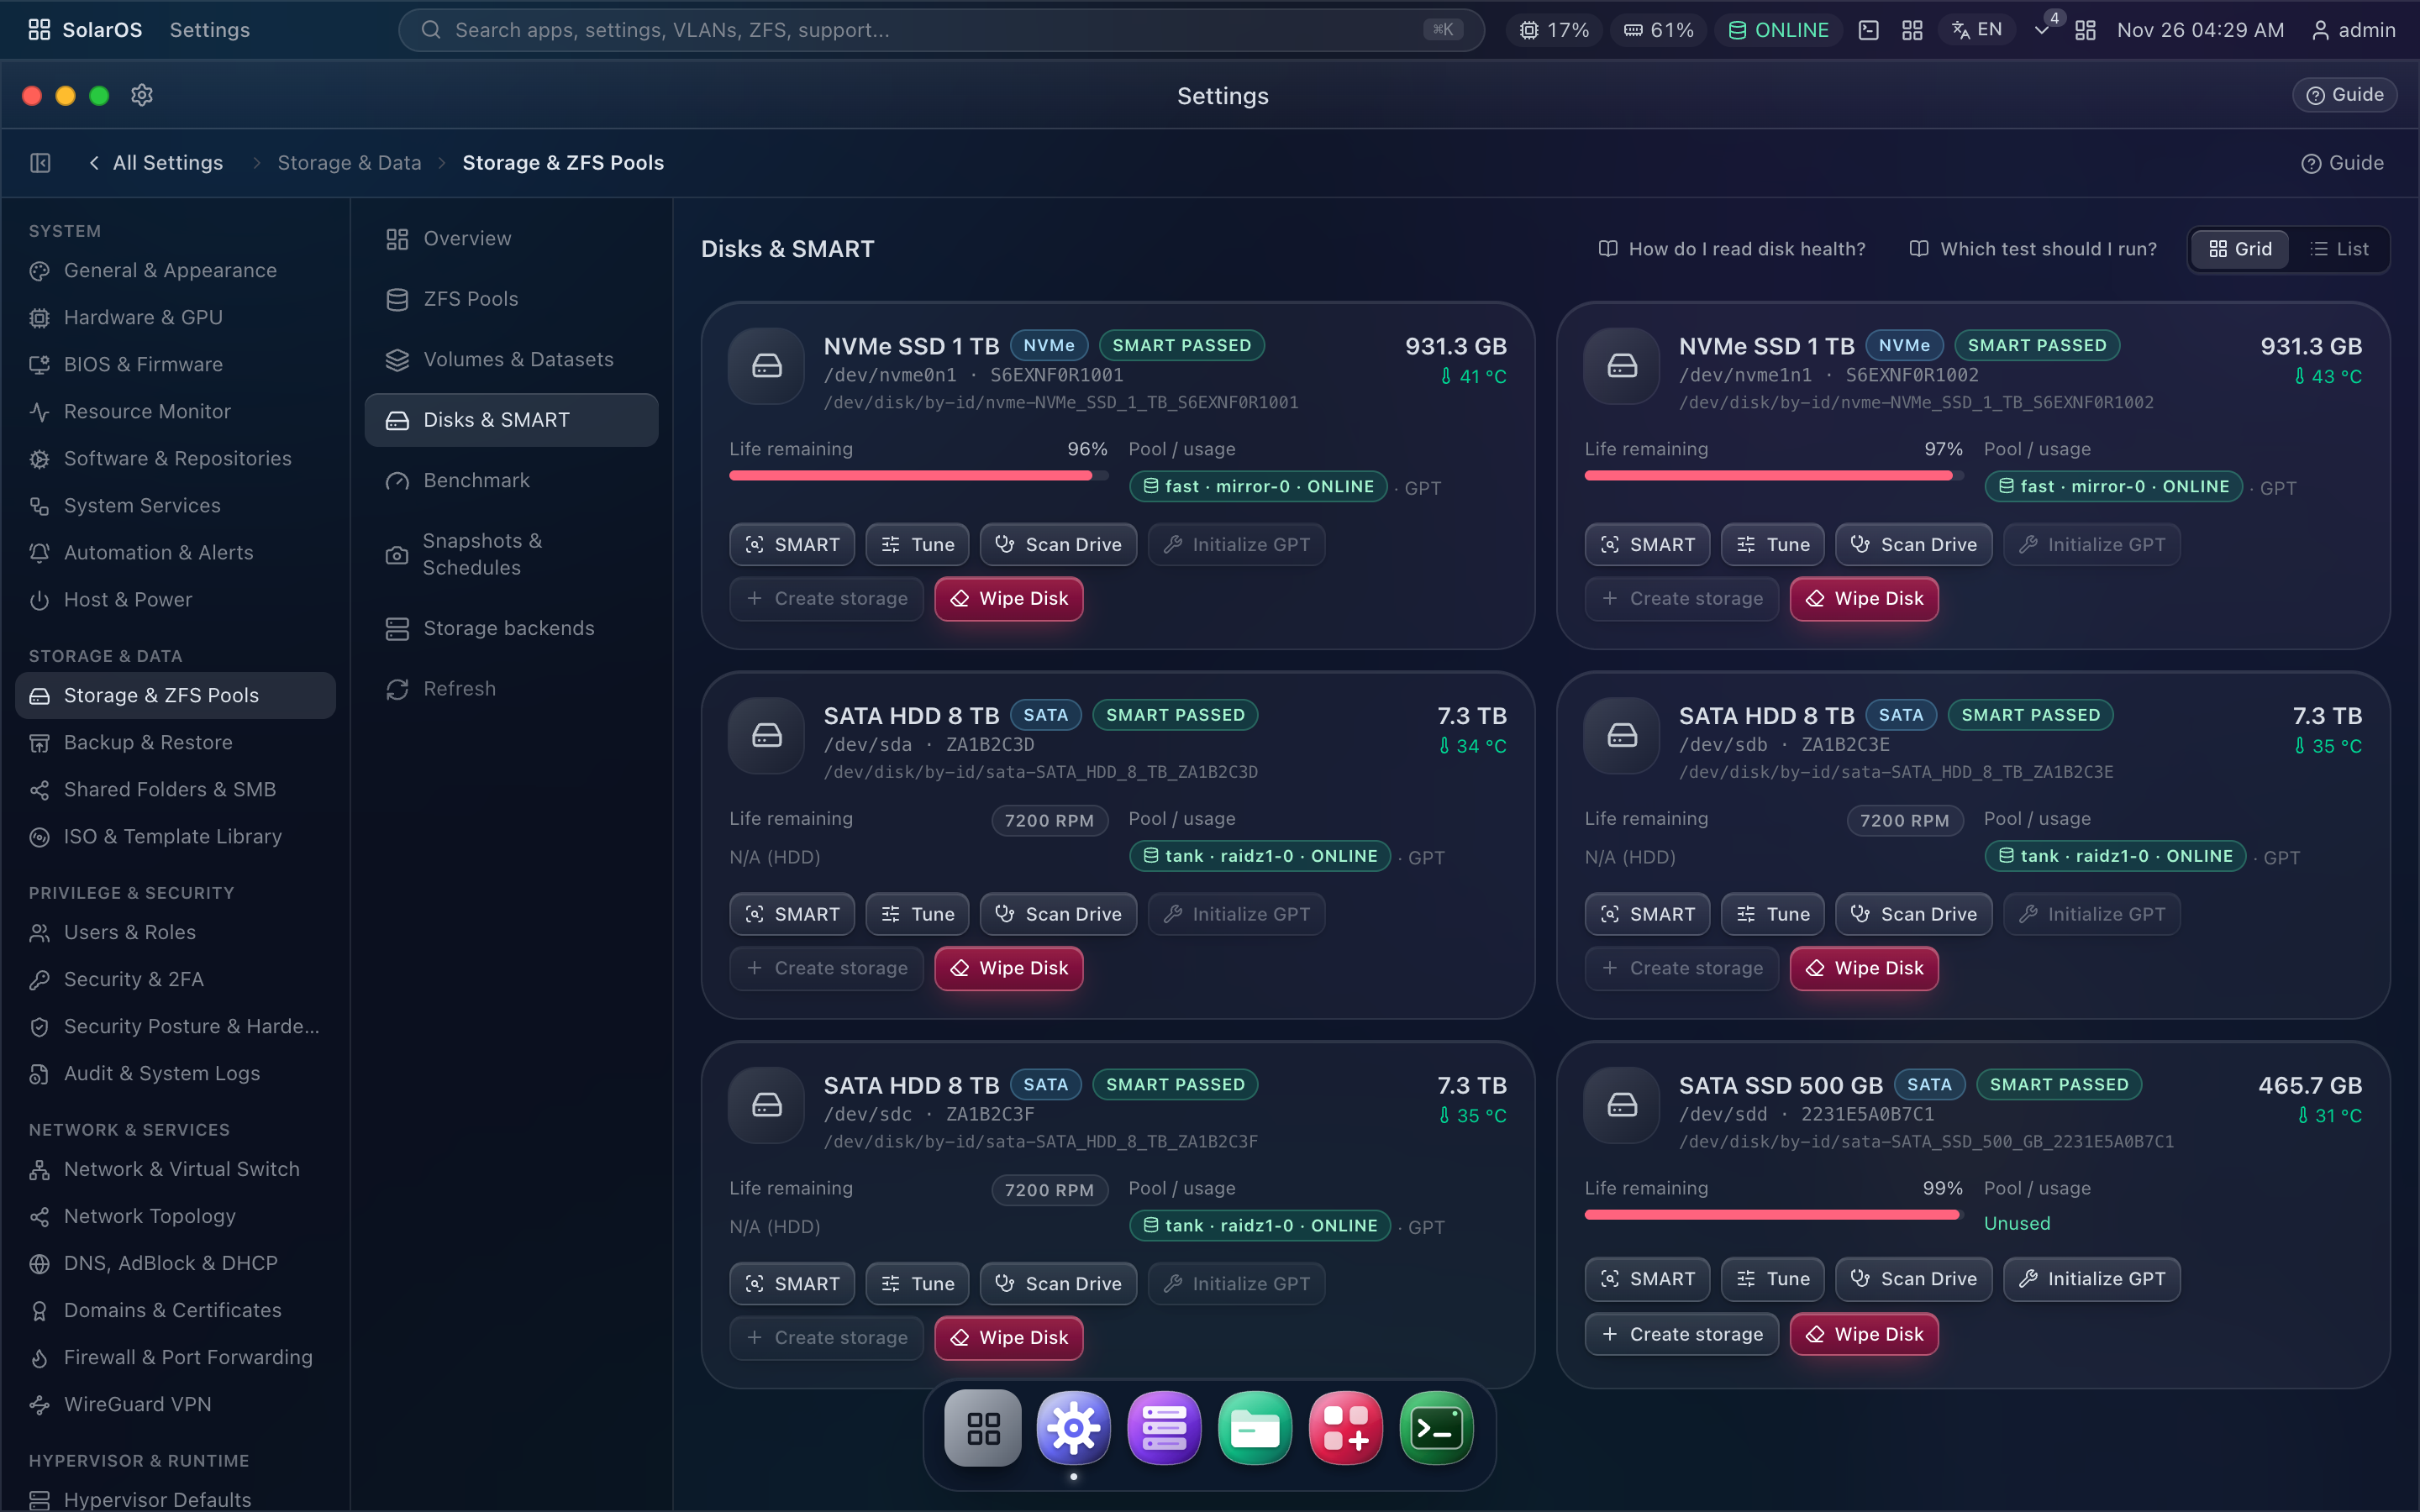 SolarOS Settings Search apps, settings, VLANs, ZFS, support... ⌘K 17% 61% ONLINE EN 4 Nov 26 04:29 AM admin
Settings Guide
All Settings Storage & Data Storage & ZFS Pools Guide
SYSTEM
General & Appearance
Hardware & GPU
BIOS & Firmware
Resource Monitor
Software & Repositories
System Services
Automation & Alerts
Host & Power
STORAGE & DATA
Storage & ZFS Pools
Backup & Restore
Shared Folders & SMB
ISO & Template Library
PRIVILEGE & SECURITY
Users & Roles
Security & 2FA
Security Posture & Harde...
Audit & System Logs
NETWORK & SERVICES
Network & Virtual Switch
Network Topology
DNS, AdBlock & DHCP
Domains & Certificates
Firewall & Port Forwarding
WireGuard VPN
HYPERVISOR & RUNTIME
Hypervisor Defaults
Overview
ZFS Pools
Volumes & Datasets
Disks & SMART
Benchmark
Snapshots &
Schedules
Storage backends
Refresh
Disks & SMART How do I read disk health? Which test should I run? Grid List
NVMe SSD 1 TB NVMe SMART PASSED 931.3 GB
/dev/nvme0n1 · S6EXNF0R1001 41 °C
/dev/disk/by-id/nvme-NVMe_SSD_1_TB_S6EXNF0R1001
Life remaining 96% Pool / usage
fast · mirror-0 · ONLINE · GPT
SMART Tune Scan Drive Initialize GPT
Create storage Wipe Disk
NVMe SSD 1 TB NVMe SMART PASSED 931.3 GB
/dev/nvme1n1 · S6EXNF0R1002 43 °C
/dev/disk/by-id/nvme-NVMe_SSD_1_TB_S6EXNF0R1002
Life remaining 97% Pool / usage
fast · mirror-0 · ONLINE · GPT
SMART Tune Scan Drive Initialize GPT
Create storage Wipe Disk
SATA HDD 8 TB SATA SMART PASSED 7.3 TB
/dev/sda · ZA1B2C3D 34 °C
/dev/disk/by-id/sata-SATA_HDD_8_TB_ZA1B2C3D
Life remaining 7200 RPM Pool / usage
N/A (HDD) tank · raidz1-0 · ONLINE · GPT
SMART Tune Scan Drive Initialize GPT
Create storage Wipe Disk
SATA HDD 8 TB SATA SMART PASSED 7.3 TB
/dev/sdb · ZA1B2C3E 35 °C
/dev/disk/by-id/sata-SATA_HDD_8_TB_ZA1B2C3E
Life remaining 7200 RPM Pool / usage
N/A (HDD) tank · raidz1-0 · ONLINE · GPT
SMART Tune Scan Drive Initialize GPT
Create storage Wipe Disk
SATA HDD 8 TB SATA SMART PASSED 7.3 TB
/dev/sdc · ZA1B2C3F 35 °C
/dev/disk/by-id/sata-SATA_HDD_8_TB_ZA1B2C3F
Life remaining 7200 RPM Pool / usage
N/A (HDD) tank · raidz1-0 · ONLINE · GPT
SMART Tune Scan Drive Initialize GPT
Create storage Wipe Disk
SATA SSD 500 GB SATA SMART PASSED 465.7 GB
/dev/sdd · 2231E5A0B7C1 31 °C
/dev/disk/by-id/sata-SATA_SSD_500_GB_2231E5A0B7C1
Life remaining 99% Pool / usage
Unused
SMART Tune Scan Drive Initialize GPT
Create storage Wipe Disk